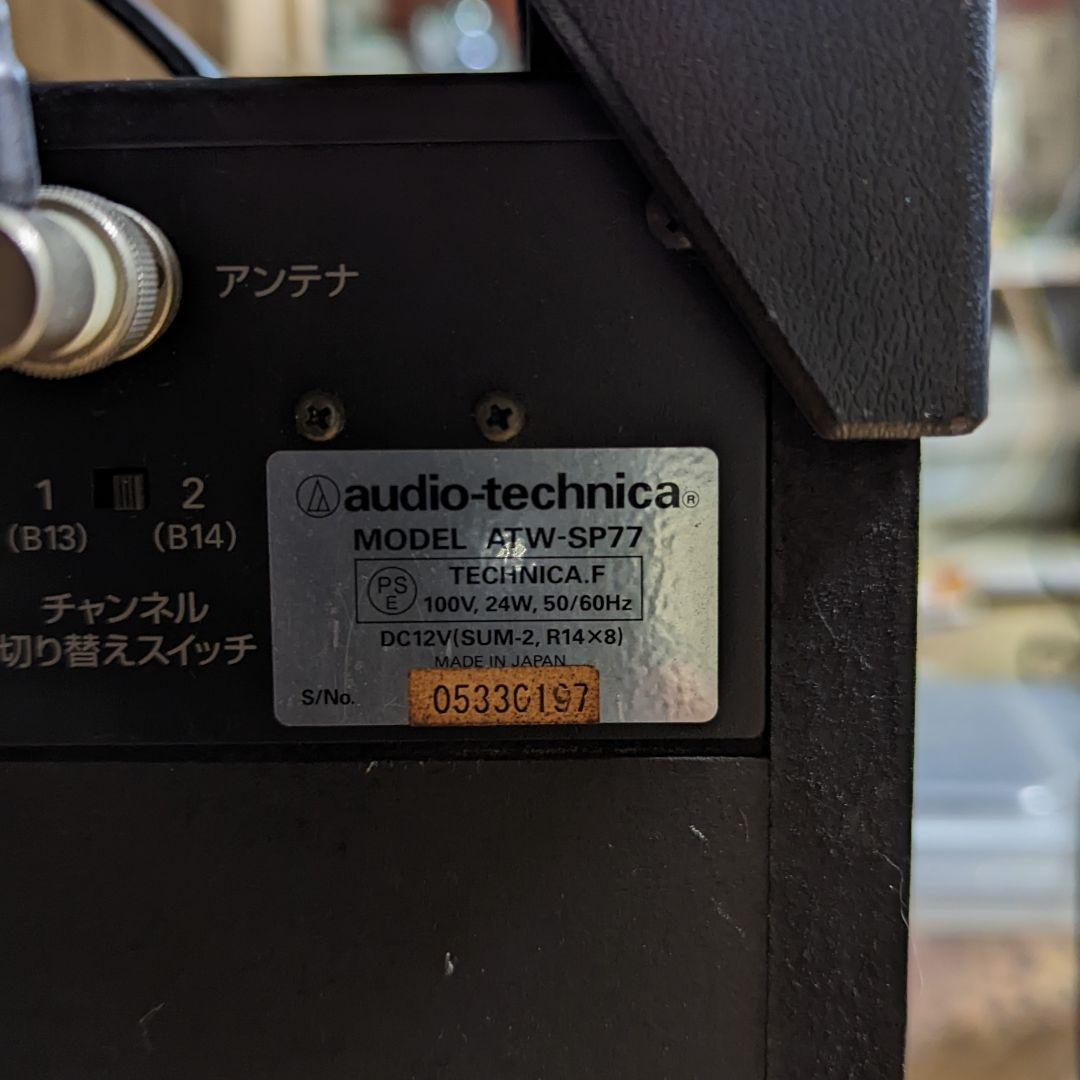 アンテナ
1 2
(B13) (B14)
チャンネル
切り替えスイッチ
audio-technica®
MODEL ATW-SP77
PS
E
TECHNICA.F
100V, 24W, 50/60Hz
DC12V(SUM-2, R14×8)
MADE IN JAPAN
S/No.